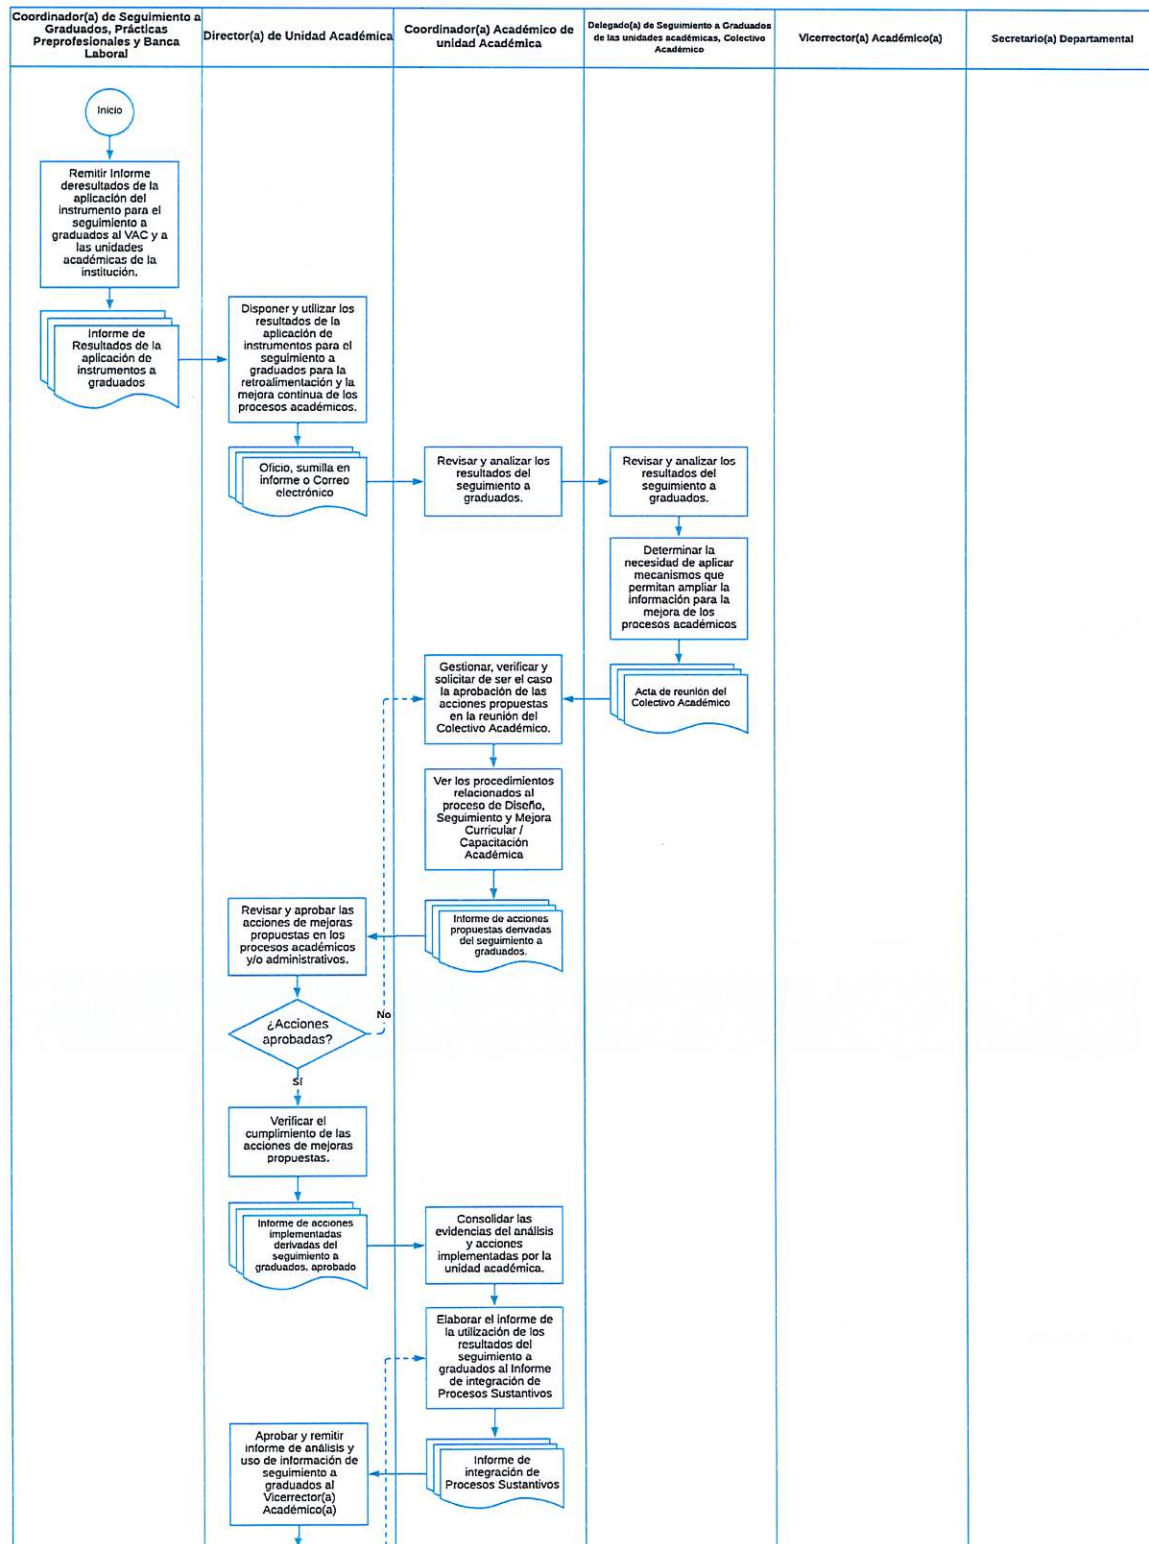 Coordinador(a) de Seguimiento a
Graduados, Prácticas
Preprofesionales y Banca
Laboral
Director(a) de Unidad Académica
Coordinador(a) Académico de
unidad Académica
Delegado(a) de Seguimiento a Graduados
de las unidades académicas, Colectivo
Académico
Vicerrector(a) Académico(a)
Secretario(a) Departamental
Inicio
Remitir Informe
deresultados de la
aplicación del
instrumento para el
seguimiento a
graduados al VAC y a
las unidades
académicas de la
institución.
Informe de
Resultados de la
aplicación de
instrumentos a
graduados
Disponer y utilizar los
resultados de la
aplicación de
instrumentos para el
seguimiento a
graduados para la
retroalimentación y la
mejora continua de los
procesos académicos.
Oficio, sumilla en
informe o Correo
electrónico
Revisar y analizar los
resultados del
seguimiento a
graduados.
Revisar y analizar los
resultados del
seguimiento a
graduados.
Determinar la
necesidad de aplicar
mecanismos que
permitan ampliar la
información para la
mejora de los
procesos académicos
Acta de reunión del
Colectivo Académico
Gestionar, verificar y
solicitar de ser el caso
la aprobación de las
acciones propuestas
en la reunión del
Colectivo Académico.
Ver los procedimientos
relacionados al
proceso de Diseño,
Seguimiento y Mejora
Curricular /
Capacitación
Académica
Informe de acciones
propuestas derivadas
del seguimiento a
graduados.
Revisar y aprobar las
acciones de mejoras
propuestas en los
procesos académicos
y/o administrativos.
¿Acciones
aprobadas?
No
Sí
Verificar el
cumplimiento de las
acciones de mejoras
propuestas.
Informe de acciones
implementadas
derivadas del
seguimiento a
graduados, aprobado
Consolidar las
evidencias del análisis
y acciones
implementadas por la
unidad académica.
Elaborar el informe de
la utilización de los
resultados del
seguimiento a
graduados al Informe
de integración de
Procesos Sustantivos
Informe de
integración de
Procesos Sustantivos
Aprobar y remitir
informe de análisis y
uso de información de
seguimiento a
graduados al
Vicerrector(a)
Académico(a)